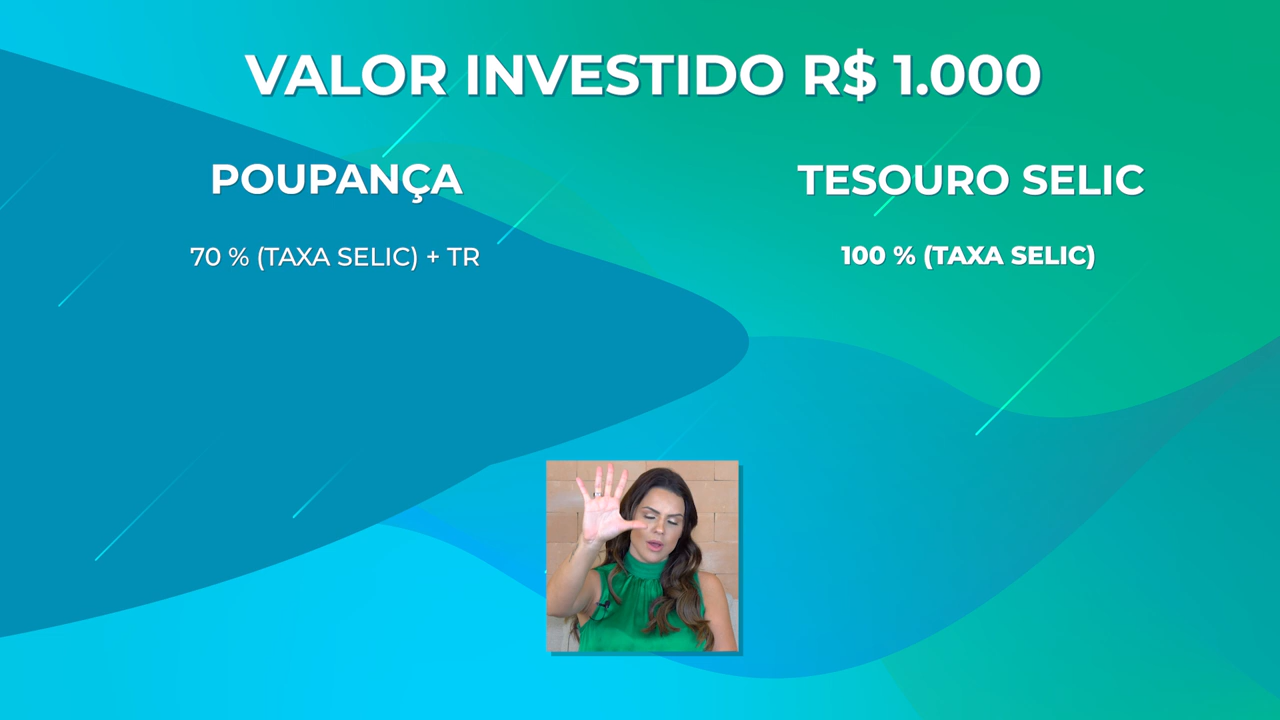 VALOR INVESTIDO R$ 1.000
POUPANÇA
TESOURO SELIC
70 % (TAXA SELIC) + TR
100 % (TAXA SELIC)